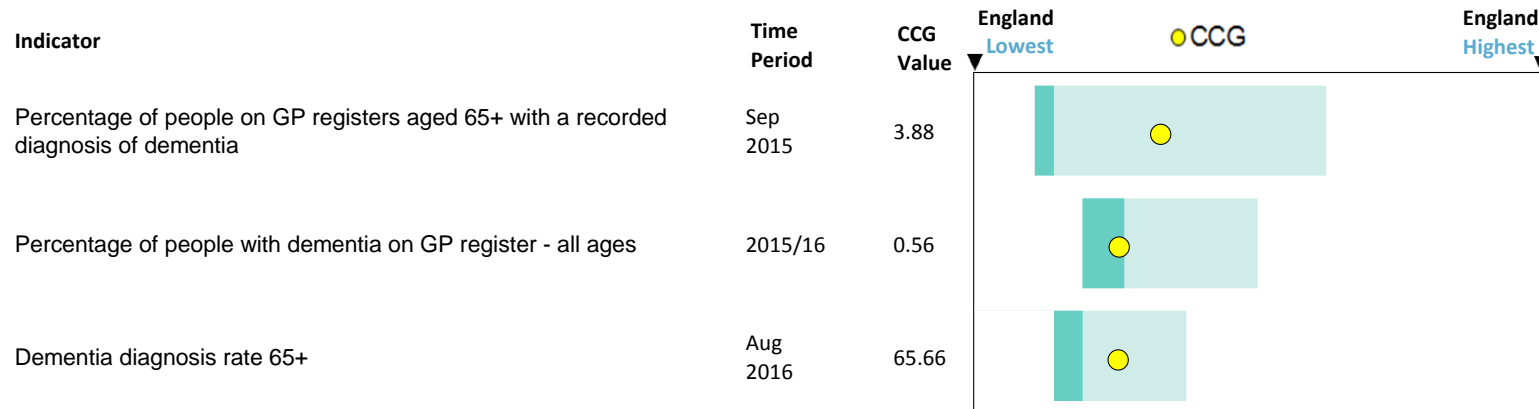 Indicator
Time
Period
CCG
Value
England
Lowest
CCG
England
Highest
Percentage of people on GP registers aged 65+ with a recorded
diagnosis of dementia
Sep
2015
3.88
Percentage of people with dementia on GP register - all ages
2015/16
0.56
Dementia diagnosis rate 65+
Aug
2016
65.66